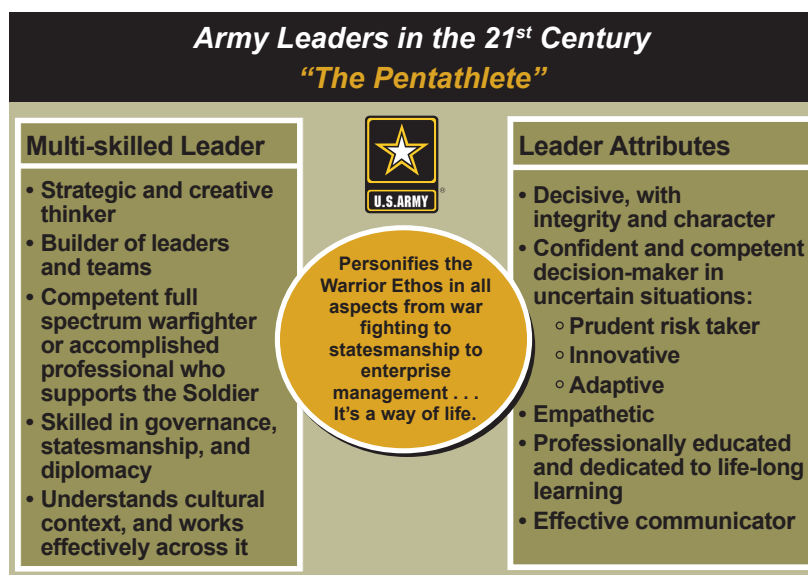 Army Leaders in the 21st Century
“The Pentathlete”
Multi-skilled Leader
• Strategic and creative
thinker
• Builder of leaders
and teams
• Competent full
spectrum warfighter
or accomplished
professional who
supports the Soldier
• Skilled in governance,
statesmanship, and
diplomacy
• Understands cultural
context, and works
effectively across it
U.S.ARMY
®
Personifies the
Warrior Ethos in all
aspects from war
fighting to
statesmanship to
enterprise
management . . .
It’s a way of life.
Leader Attributes
• Decisive, with
integrity and character
• Confident and competent
decision-maker in
uncertain situations:
◦ Prudent risk taker
◦ Innovative
◦ Adaptive
• Empathetic
• Professionally educated
and dedicated to life-long
learning
• Effective communicator